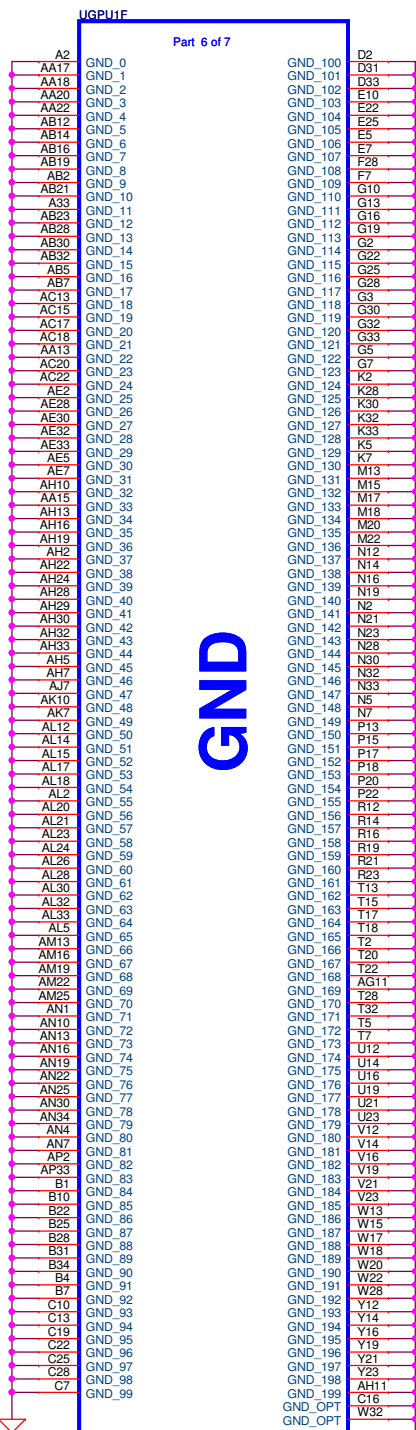 UGPU1F
Part 6 of 7
A2 GND_0 GND_100 D2
AA17 GND_1 GND_101 D31
AA18 GND_2 GND_102 D33
AA20 GND_3 GND_103 E10
AA22 GND_4 GND_104 E22
AB12 GND_5 GND_105 E25
AB14 GND_6 GND_106 E5
AB16 GND_7 GND_107 E7
AB19 GND_8 GND_108 F28
AB2 GND_9 GND_109 F7
AB21 GND_10 GND_110 G10
A33 GND_11 GND_111 G13
AB23 GND_12 GND_112 G16
AB28 GND_13 GND_113 G19
AB30 GND_14 GND_114 G2
AB32 GND_15 GND_115 G22
AB5 GND_16 GND_116 G25
AB7 GND_17 GND_117 G28
AC13 GND_18 GND_118 G3
AC15 GND_19 GND_119 G30
AC17 GND_20 GND_120 G32
AC18 GND_21 GND_121 G33
AA13 GND_22 GND_122 G5
AC20 GND_23 GND_123 G7
AC22 GND_24 GND_124 K2
AE2 GND_25 GND_125 K28
AE28 GND_26 GND_126 K30
AE30 GND_27 GND_127 K32
AE32 GND_28 GND_128 K33
AE33 GND_29 GND_129 K5
AE5 GND_30 GND_130 K7
AE7 GND_31 GND_131 M13
AH10 GND_32 GND_132 M15
AA15 GND_33 GND_133 M17
AH13 GND_34 GND_134 M18
AH16 GND_35 GND_135 M20
AH19 GND_36 GND_136 M22
AH2 GND_37 GND_137 N12
AH22 GND_38 GND_138 N14
AH24 GND_39 GND_139 N16
AH28 GND_40 GND_140 N19
AH29 GND_41 GND_141 N2
AH30 GND_42 GND_142 N21
AH32 GND_43 GND_143 N23
AH33 GND_44 GND_144 N28
AH5 GND_45 GND_145 N30
AH7 GND_46 GND_146 N32
AJ7 GND_47 GND_147 N33
AK10 GND_48 GND_148 N5
AK7 GND_49 GND_149 N7
AL12 GND_50 GND_150 P13
AL14 GND_51 GND_151 P15
AL15 GND_52 GND_152 P17
AL17 GND_53 GND_153 P18
AL18 GND_54 GND_154 P20
AL2 GND_55 GND_155 P22
AL20 GND_56 GND_156 R12
AL21 GND_57 GND_157 R14
AL23 GND_58 GND_158 R16
AL24 GND_59 GND_159 R19
AL26 GND_60 GND_160 R21
AL28 GND_61 GND_161 R23
AL30 GND_62 GND_162 T13
AL32 GND_63 GND_163 T15
AL33 GND_64 GND_164 T17
AL5 GND_65 GND_165 T18
AM13 GND_66 GND_166 T2
AM16 GND_67 GND_167 T20
AM19 GND_68 GND_168 T22
AM22 GND_69 GND_169 AG11
AM25 GND_70 GND_170 T28
AN1 GND_71 GND_171 T32
AN10 GND_72 GND_172 T5
AN13 GND_73 GND_173 T7
AN16 GND_74 GND_174 U12
AN19 GND_75 GND_175 U14
AN22 GND_76 GND_176 U16
AN25 GND_77 GND_177 U19
AN30 GND_78 GND_178 U21
AN34 GND_79 GND_179 U23
AN4 GND_80 GND_180 V12
AN7 GND_81 GND_181 V14
AP2 GND_82 GND_182 V16
AP33 GND_83 GND_183 V19
B1 GND_84 GND_184 V21
B10 GND_85 GND_185 V23
B22 GND_86 GND_186 W13
B25 GND_87 GND_187 W15
B28 GND_88 GND_188 W17
B31 GND_89 GND_189 W18
B34 GND_90 GND_190 W20
B4 GND_91 GND_191 W22
B7 GND_92 GND_192 W28
C10 GND_93 GND_193 Y12
C13 GND_94 GND_194 Y14
C19 GND_95 GND_195 Y16
C22 GND_96 GND_196 Y19
C25 GND_97 GND_197 Y21
C28 GND_98 GND_198 Y23
C7 GND_99 GND_199 AH11
GND_OPT C16
GND_OPT W32
GND